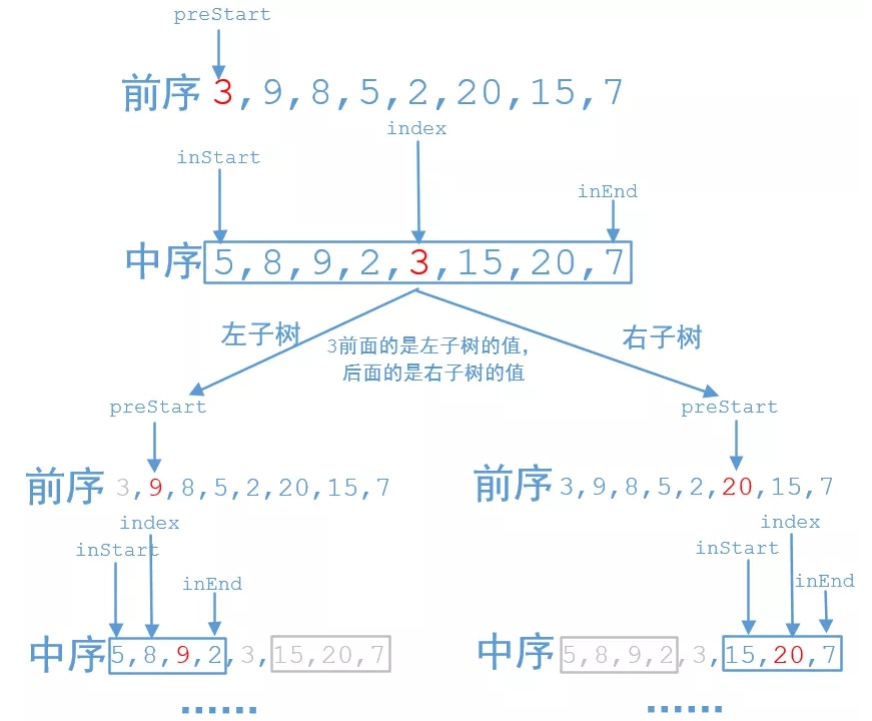 preStart
前序 3,9,8,5,2,20,15,7
index
inStart
inEnd
中序 5,8,9,2,3,15,20,7
左子树
右子树
3前面的是左子树的值,
后面的是右子树的值
preStart
前序 3,9,8,5,2,20,15,7
index
inStart
inEnd
中序 5,8,9,2,3,15,20,7
......
preStart
前序 3,9,8,5,2,20,15,7
index
inStart
inEnd
中序 5,8,9,2,3,15,20,7
......